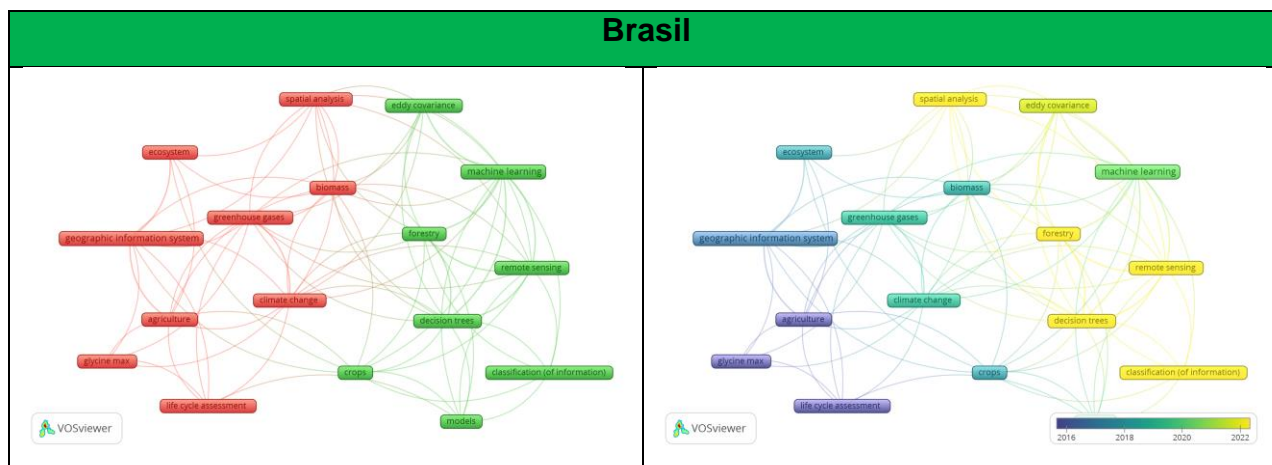 Brasil
spatial analysis
eddy covariance
ecosystem
machine learning
biomass
greenhouse gases
geographic information system
forestry
remote sensing
climate change
agriculture
decision trees
glycine max
crops
classification (of information)
life cycle assessment
models
VOSviewer
spatial analysis
eddy covariance
ecosystem
machine learning
biomass
greenhouse gases
geographic information system
forestry
remote sensing
climate change
agriculture
decision trees
glycine max
crops
classification (of information)
life cycle assessment
VOSviewer
2016 2018 2020 2022